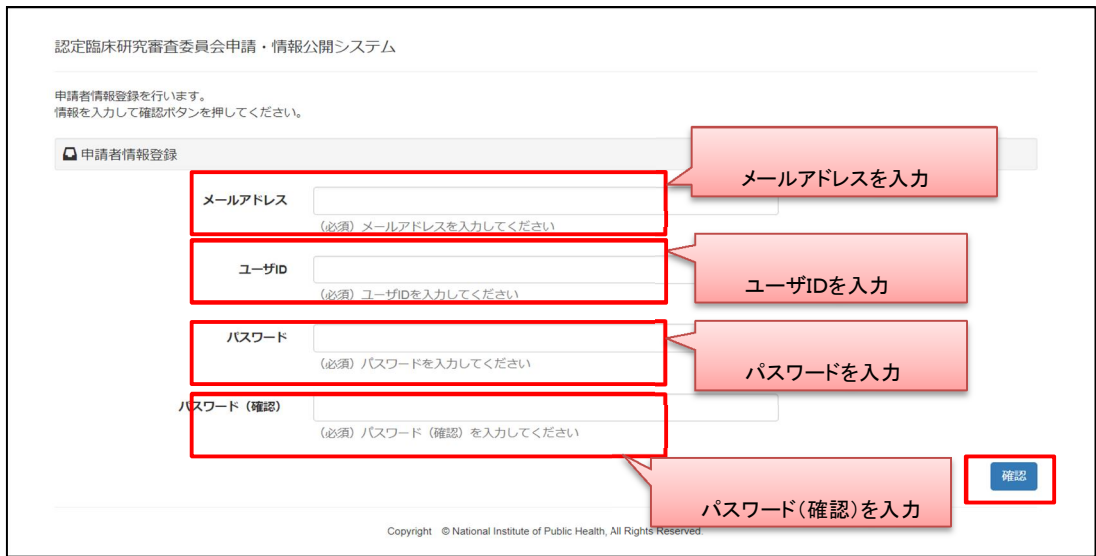 認定臨床研究審査委員会申請・情報公開システム
申請者情報登録を行います。
情報を入力して確認ボタンを押してください。
申請者情報登録
メールアドレスを入力
メールアドレス
（必須）メールアドレスを入力してください
ユーザID
ユーザIDを入力
（必須）ユーザIDを入力してください
パスワード
（必須）パスワードを入力してください
パスワードを入力
パスワード（確認）
（必須）パスワード（確認）を入力してください
確認
パスワード（確認）を入力
Copyright © National Institute of Public Health, All Rights Reserved.